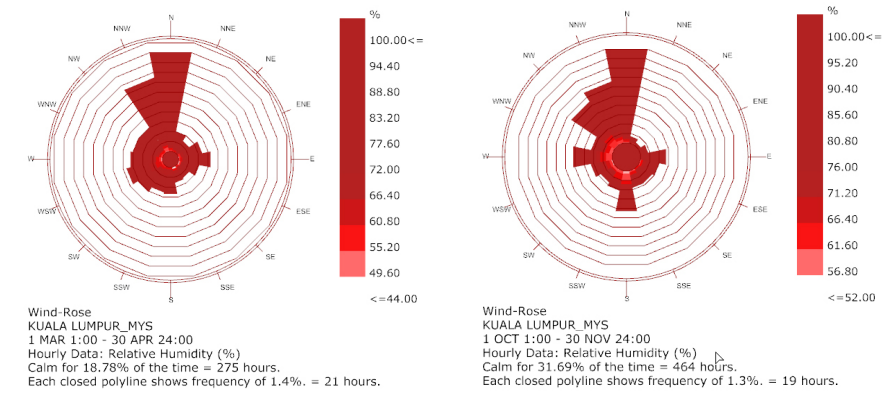 %
100.00<=
94.40
88.80
83.20
77.60
72.00
66.40
60.80
55.20
49.60
<=44.00
N
NNE
NE
ENE
E
ESE
SE
SSE
S
SSW
SW
WSW
W
WNW
NW
NNW
Wind-Rose
KUALA LUMPUR_MYS
1 MAR 1:00 - 30 APR 24:00
Hourly Data: Relative Humidity (%)
Calm for 18.78% of the time = 275 hours.
Each closed polyline shows frequency of 1.4%. = 21 hours.
%
100.00<=
95.20
90.40
85.60
80.80
76.00
71.20
66.40
61.60
56.80
<=52.00
N
NNE
NE
ENE
E
ESE
SE
SSE
S
SSW
SW
WSW
W
WNW
NW
NNW
Wind-Rose
KUALA LUMPUR_MYS
1 OCT 1:00 - 30 NOV 24:00
Hourly Data: Relative Humidity (%)
Calm for 31.69% of the time = 464 hours.
Each closed polyline shows frequency of 1.3%. = 19 hours.